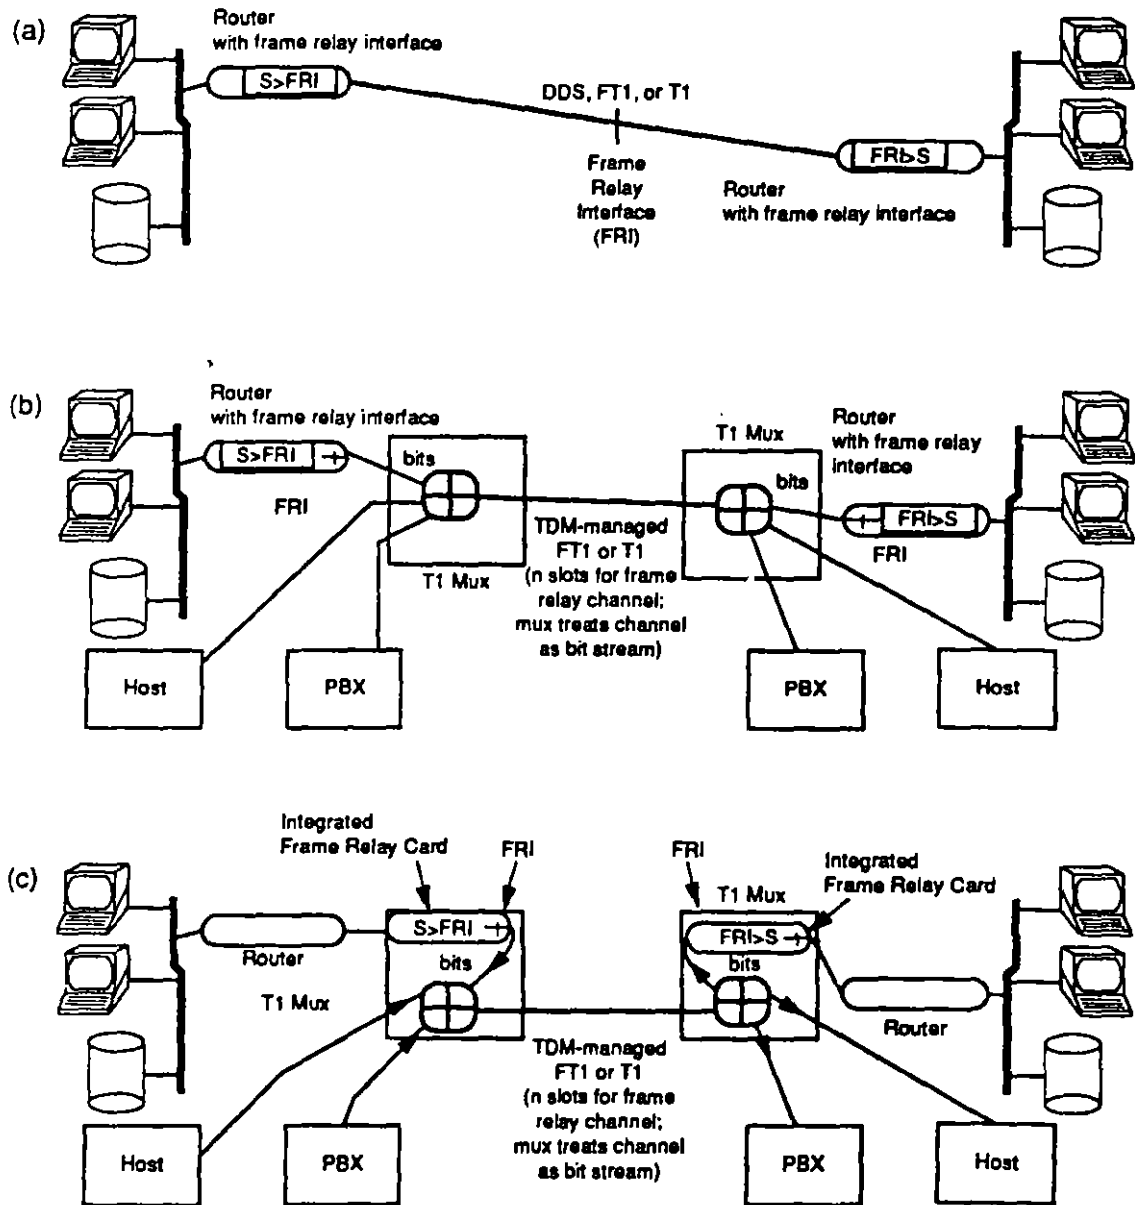 (a)
Router
with frame relay interface
S>FRI
DDS, FT1, or T1
Frame
Relay
Interface
(FRI)
FRI>S
Router
with frame relay interface
(b)
Router
with frame relay interface
S>FRI
FRI
bits
T1 Mux
TDM-managed
FT1 or T1
(n slots for frame
relay channel;
mux treats channel
as bit stream)
T1 Mux
bits
Router
with frame relay
interface
FRI>S
FRI
Host
PBX
PBX
Host
(c)
Integrated
Frame Relay Card
FRI
S>FRI
bits
Router
T1 Mux
TDM-managed
FT1 or T1
(n slots for frame
relay channel;
mux treats channel
as bit stream)
FRI
T1 Mux
Integrated
Frame Relay Card
FRI>S
bits
Router
Host
PBX
PBX
Host